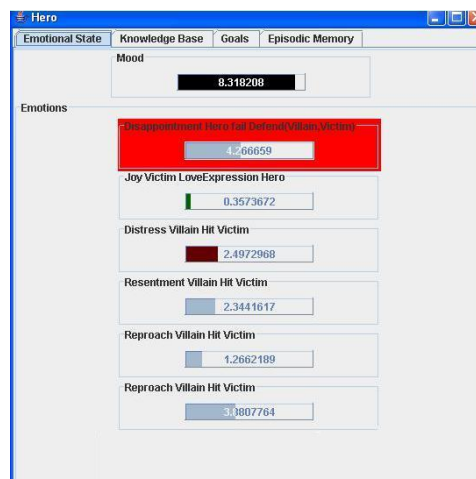 Hero
Emotional State Knowledge Base Goals Episodic Memory
Mood
8.318208
Emotions
Disappointment Hero fail Defend(Villain,Victim)
4.266659
Joy Victim LoveExpression Hero
0.3573672
Distress Villain Hit Victim
2.4972968
Resentment Villain Hit Victim
2.3441617
Reproach Villain Hit Victim
1.2662189
Reproach Villain Hit Victim
3.0807764